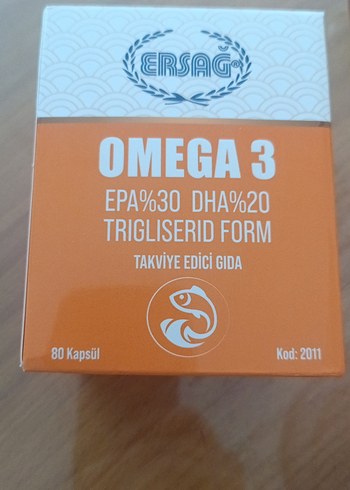 ERSAĞ®
OMEGA 3
EPA%30 DHA%20
TRIGLISERID FORM
TAKVİYE EDİCİ GIDA
80 Kapsül
Kod: 2011